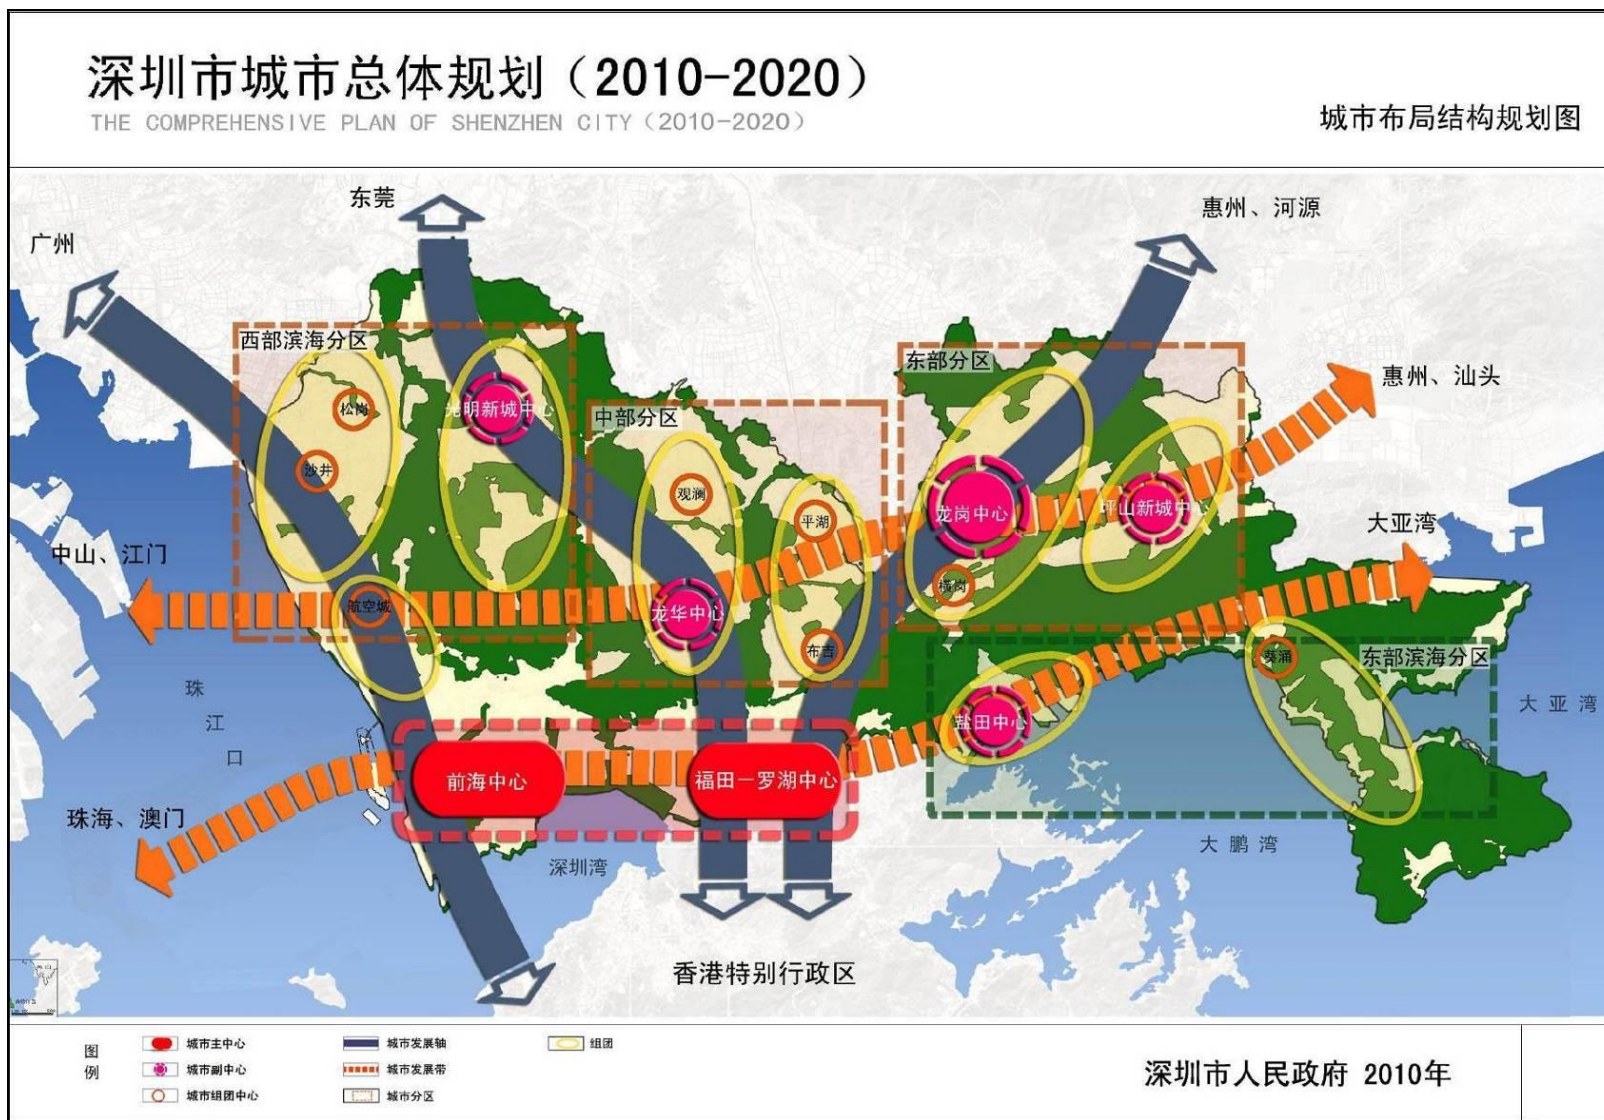 深圳市城市总体规划（2010-2020）
THE COMPREHENSIVE PLAN OF SHENZHEN CITY（2010-2020）
城市布局结构规划图
东莞
惠州、河源
广州
西部滨海分区
东部分区
惠州、汕头
松岗
光明新城中心
中部分区
沙井
观澜
平湖
龙岗中心
坪山新城中心
大亚湾
中山、江门
横岗
航空城
龙华中心
布吉
葵涌
东部滨海分区
珠江口
大亚湾
盐田中心
前海中心
福田—罗湖中心
珠海、澳门
大鹏湾
深圳湾
香港特别行政区
图例
城市主中心
城市发展轴
组团
城市副中心
城市发展带
城市组团中心
城市分区
深圳市人民政府 2010年